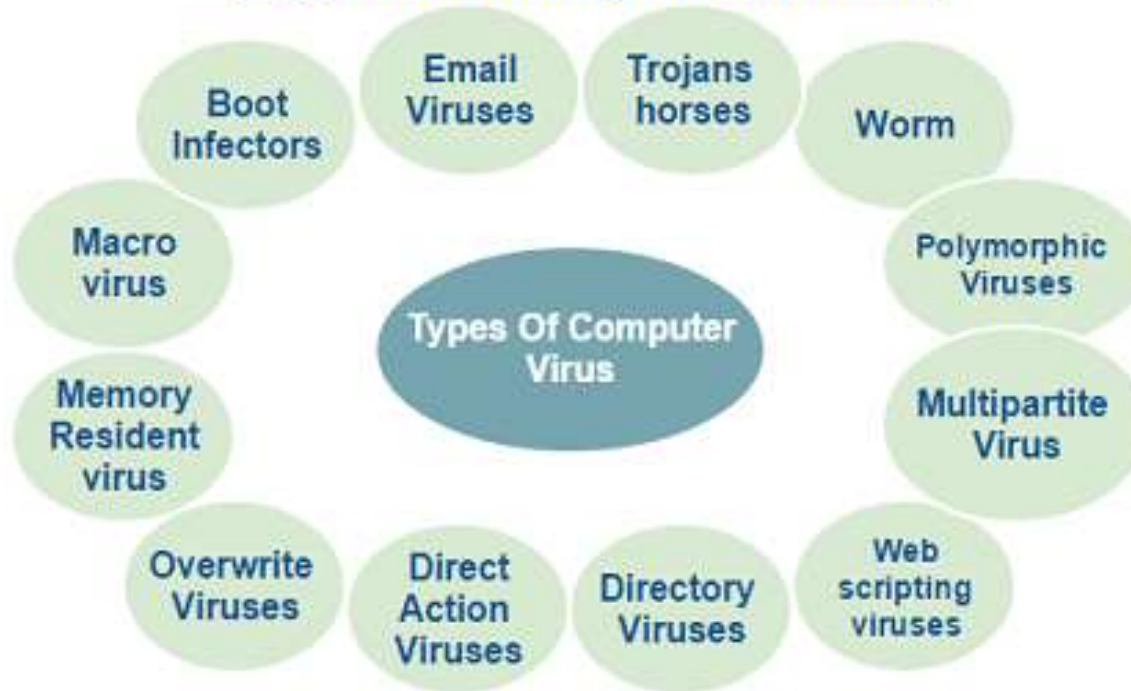 Email
Viruses
Trojans
horses
Boot
Infectors
Worm
Macro
virus
Polymorphic
Viruses
Types Of Computer
Virus
Memory
Resident
virus
Multipartite
Virus
Overwrite
Viruses
Direct
Action
Viruses
Directory
Viruses
Web
scripting
viruses